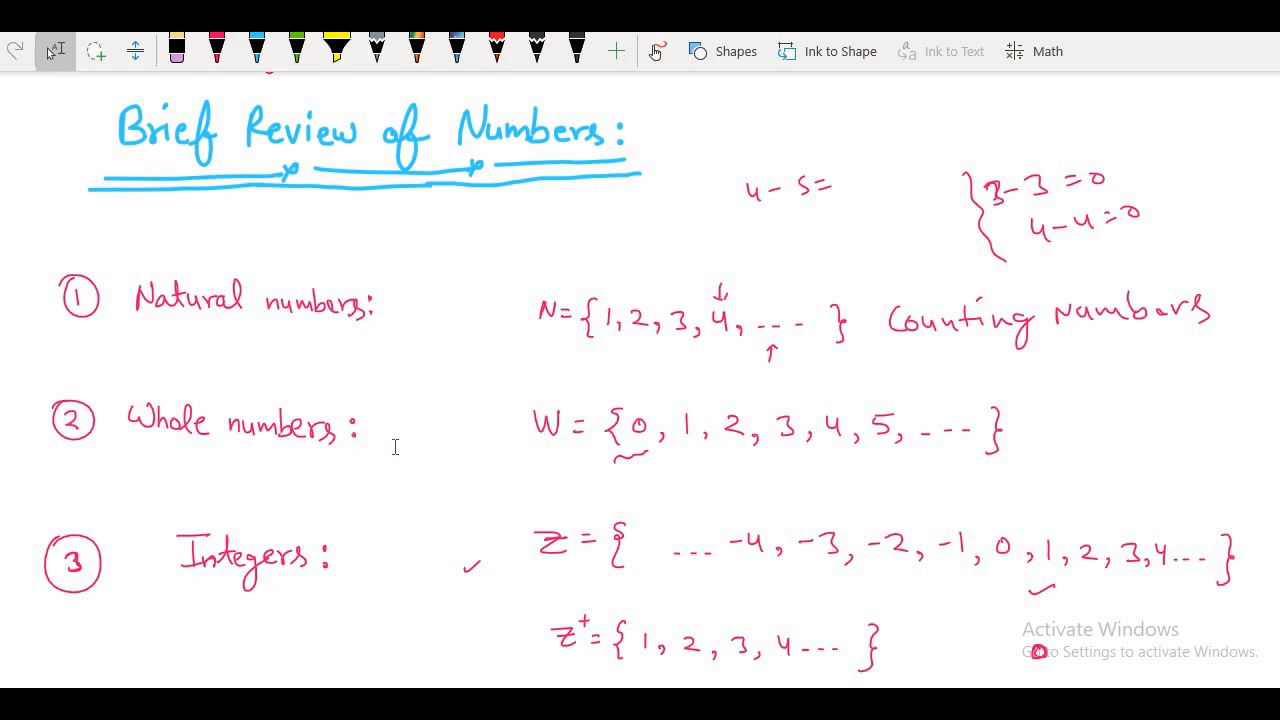 Shapes Ink to Shape Ink to Text Math
Brief Review of Numbers:
4 - 5 =
3 - 3 = 0
4 - 4 = 0
① Natural numbers: N = { 1, 2, 3, 4, ... } Counting Numbers
② Whole numbers: W = { 0, 1, 2, 3, 4, 5, .... }
③ Integers: Z = { ... -4, -3, -2, -1, 0, 1, 2, 3, 4 ... }
Z⁺ = { 1, 2, 3, 4 ... }
Activate Windows
Go to Settings to activate Windows.